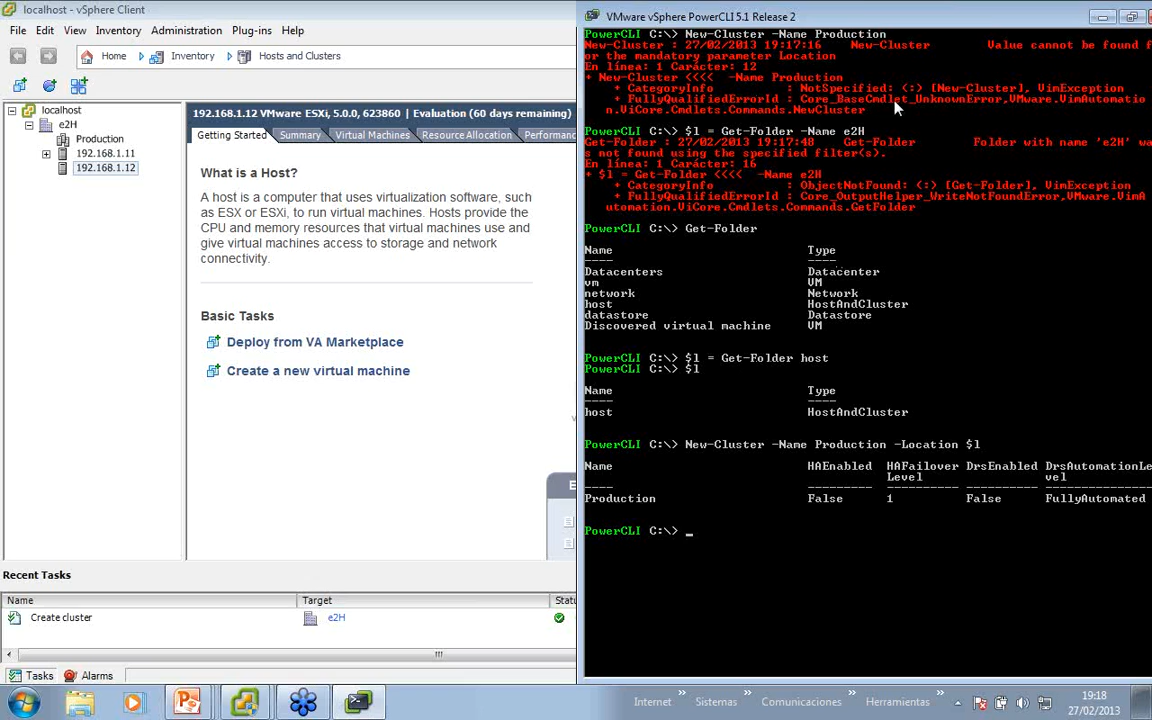 localhost - vSphere Client
File Edit View Inventory Administration Plug-ins Help
Home Inventory Hosts and Clusters
localhost
e2H
Production
192.168.1.11
192.168.1.12
192.168.1.12 VMware ESXi, 5.0.0, 623860 | Evaluation (60 days remaining)
Getting Started Summary Virtual Machines Resource Allocation Performance
What is a Host?
A host is a computer that uses virtualization software, such
as ESX or ESXi, to run virtual machines. Hosts provide the
CPU and memory resources that virtual machines use and
give virtual machines access to storage and network
connectivity.
Basic Tasks
Deploy from VA Marketplace
Create a new virtual machine
Recent Tasks
Name Target Statu
Create cluster e2H
Tasks Alarms
VMware vSphere PowerCLI 5.1 Release 2
PowerCLI C:\> New-Cluster -Name Production
New-Cluster : 27/02/2013 19:17:16 New-Cluster Value cannot be found f
or the mandatory parameter Location
En línea: 1 Carácter: 12
+ New-Cluster <<<< -Name Production
+ CategoryInfo : NotSpecified: (:) [New-Cluster], VimException
+ FullyQualifiedErrorId : Core_BaseCmdlet_UnknownError,VMware.VimAutomatio
n.ViCore.Cmdlets.Commands.NewCluster
PowerCLI C:\> $l = Get-Folder -Name e2H
Get-Folder : 27/02/2013 19:17:48 Get-Folder Folder with name 'e2H' wa
s not found using the specified filter(s).
En línea: 1 Carácter: 16
+ $l = Get-Folder <<<< -Name e2H
+ CategoryInfo : ObjectNotFound: (:) [Get-Folder], VimException
+ FullyQualifiedErrorId : Core_OutputHelper_WriteNotFoundError,VMware.VimA
utomation.ViCore.Cmdlets.Commands.GetFolder
PowerCLI C:\> Get-Folder
Name Type
---- ----
Datacenters Datacenter
vm VM
network Network
host HostAndCluster
datastore Datastore
Discovered virtual machine VM
PowerCLI C:\> $l = Get-Folder host
PowerCLI C:\> $l
Name Type
---- ----
host HostAndCluster
PowerCLI C:\> New-Cluster -Name Production -Location $l
Name HAEnabled HAFailover DrsEnabled DrsAutomationLe
Level vel
---- --------- ---------- ---------- ---------------
Production False 1 False FullyAutomated
PowerCLI C:\> _
Internet Sistemas Comunicaciones Herramientas
19:18
27/02/2013